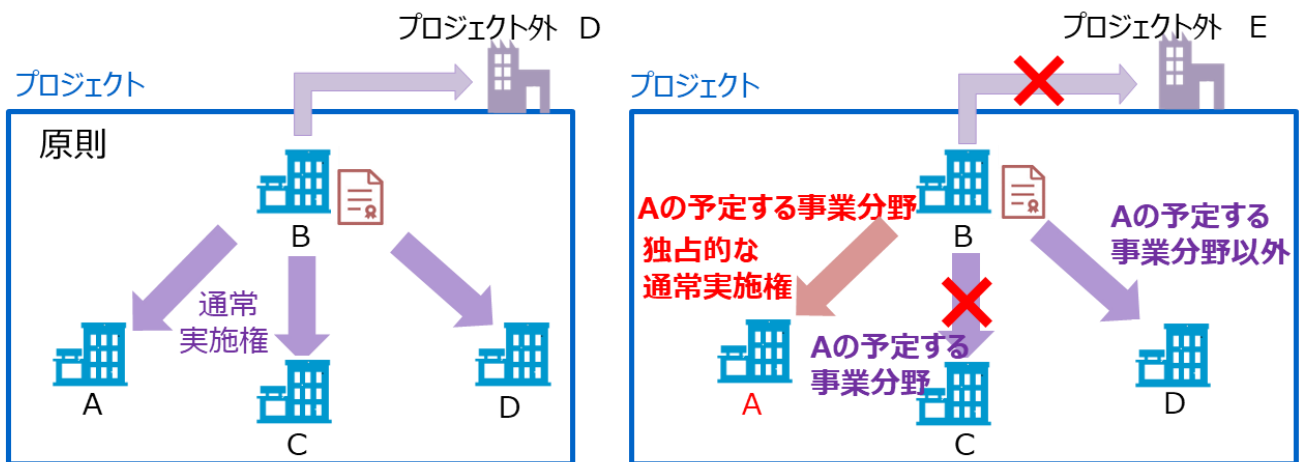 プロジェクト外 D
プロジェクト
原則
B
通常
実施権
A
C
D
プロジェクト外 E
プロジェクト
Aの予定する事業分野
独占的な
通常実施権
B
Aの予定する
事業分野以外
Aの予定する
事業分野
A
C
D